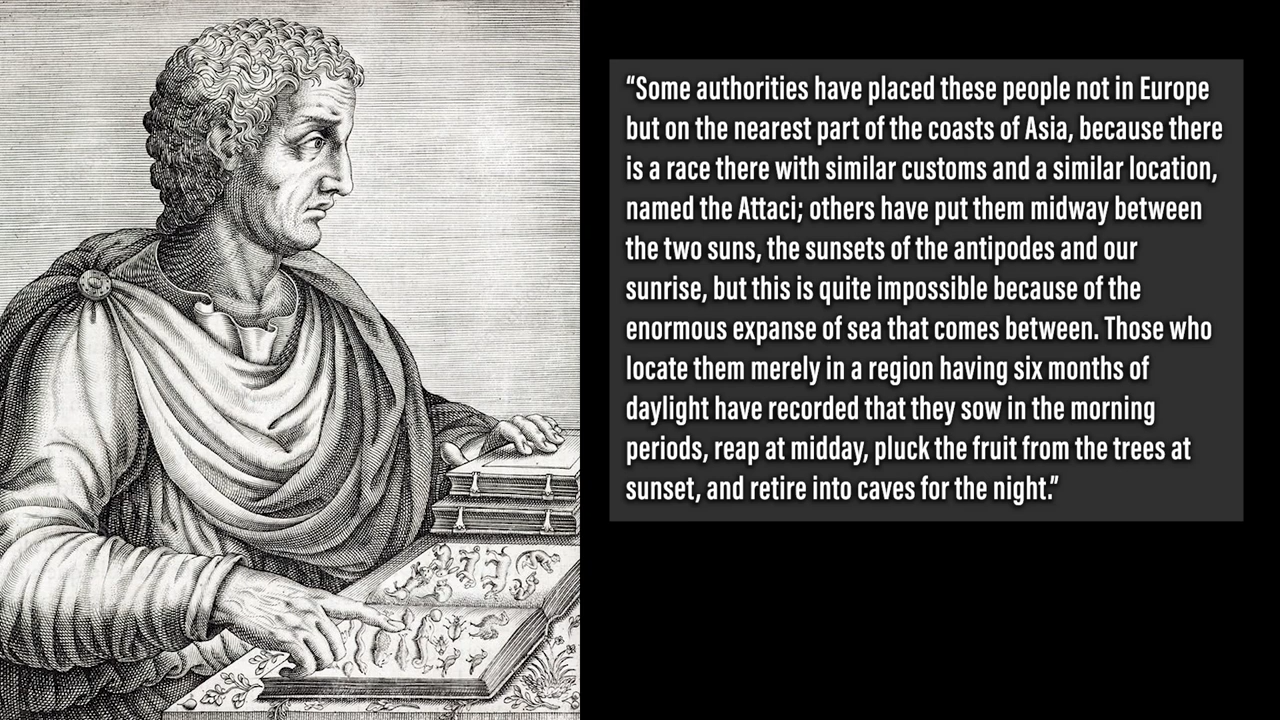 “Some authorities have placed these people not in Europe
but on the nearest part of the coasts of Asia, because there
is a race there with similar customs and a similar location,
named the Attaci; others have put them midway between
the two suns, the sunsets of the antipodes and our
sunrise, but this is quite impossible because of the
enormous expanse of sea that comes between. Those who
locate them merely in a region having six months of
daylight have recorded that they sow in the morning
periods, reap at midday, pluck the fruit from the trees at
sunset, and retire into caves for the night.”